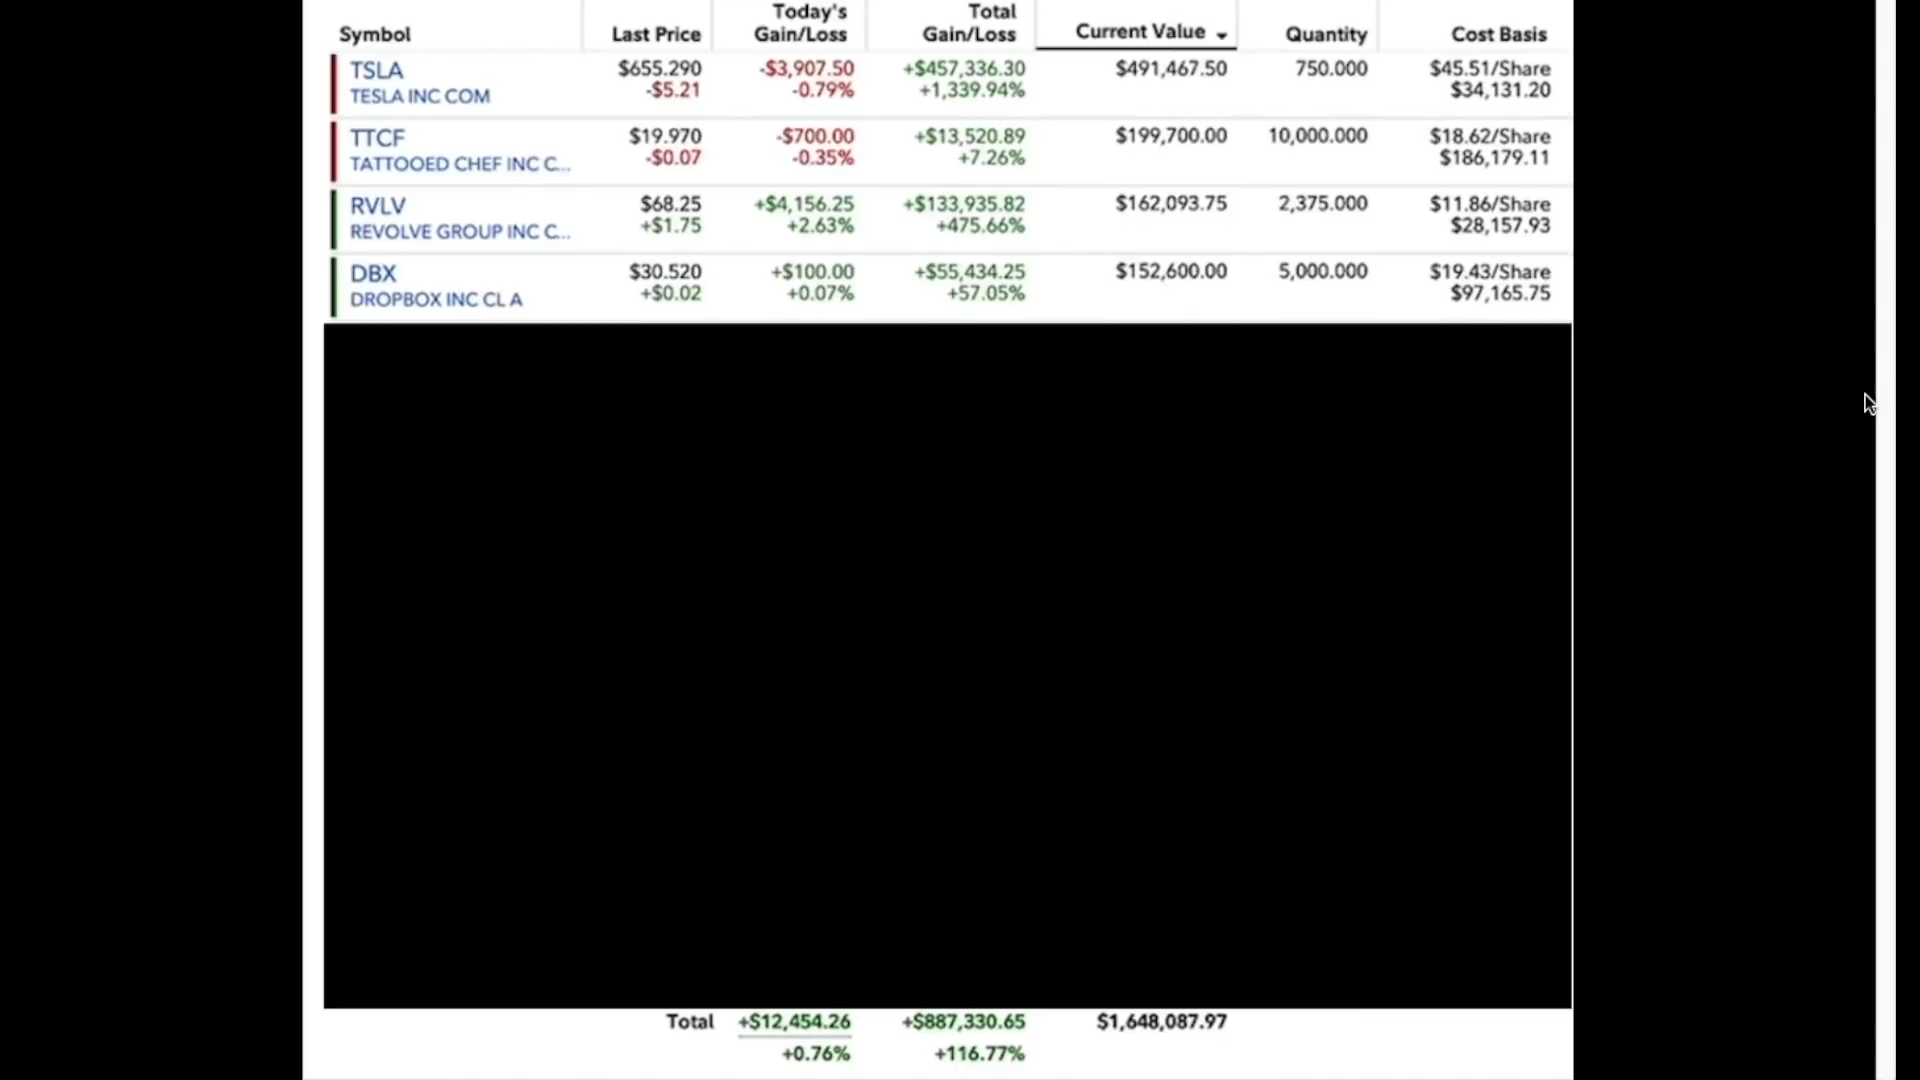 Symbol Last Price Today's Gain/Loss Total Gain/Loss Current Value Quantity Cost Basis
TSLA $655.290 -$3,907.50 +$457,336.30 $491,467.50 750.000 $45.51/Share
TESLA INC COM -$5.21 -0.79% +1,339.94% $34,131.20
TTCF $19.970 -$700.00 +$13,520.89 $199,700.00 10,000.000 $18.62/Share
TATTOOED CHEF INC C... -$0.07 -0.35% +7.26% $186,179.11
RVLV $68.25 +$4,156.25 +$133,935.82 $162,093.75 2,375.000 $11.86/Share
REVOLVE GROUP INC C... +$1.75 +2.63% +475.66% $28,157.93
DBX $30.520 +$100.00 +$55,434.25 $152,600.00 5,000.000 $19.43/Share
DROPBOX INC CL A +$0.02 +0.07% +57.05% $97,165.75
Total +$12,454.26 +$887,330.65 $1,648,087.97
+0.76% +116.77%